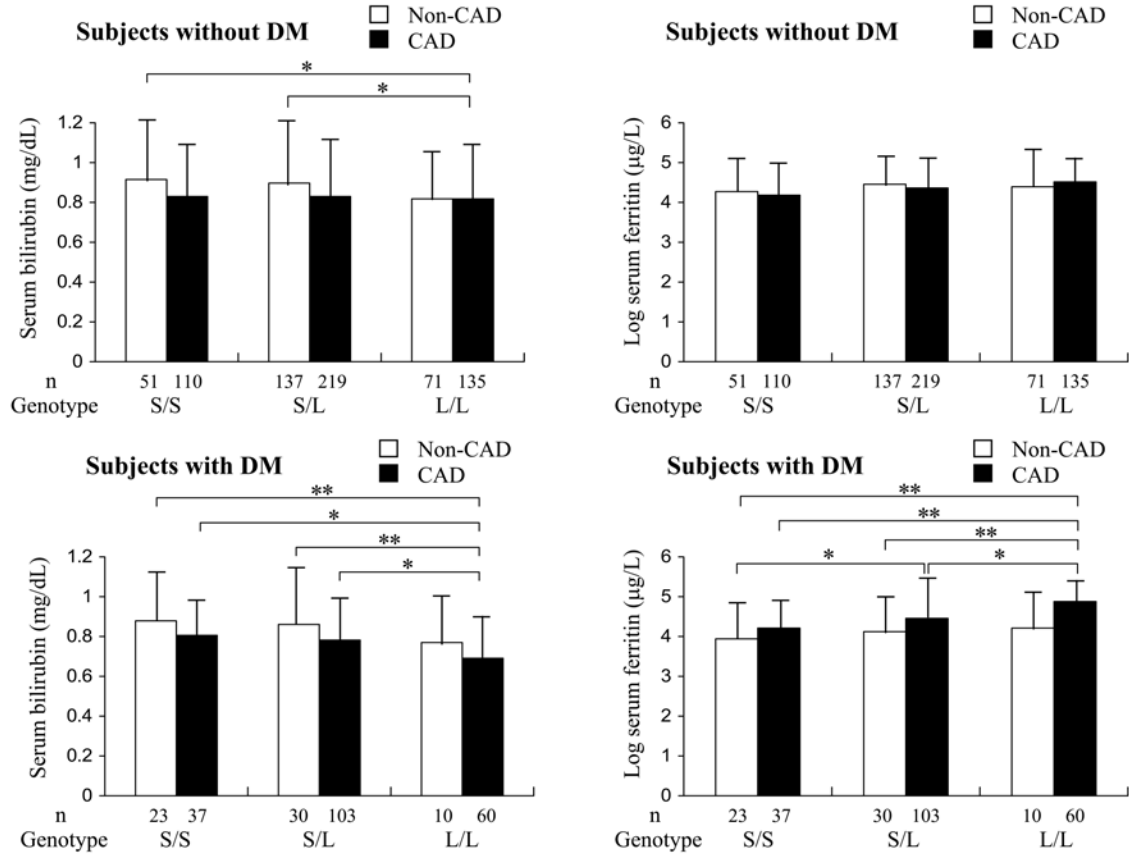 Subjects without DM
Non-CAD
CAD
*
*
Serum bilirubin (mg/dL)
1.2
1
0.8
0.6
0.4
0.2
0
n 51 110 137 219 71 135
Genotype S/S S/L L/L
Subjects without DM
Non-CAD
CAD
Log serum ferritin (µg/L)
6
5
4
3
2
1
0
n 51 110 137 219 71 135
Genotype S/S S/L L/L
Subjects with DM
Non-CAD
CAD
**
*
**
*
Serum bilirubin (mg/dL)
1.2
1
0.8
0.6
0.4
0.2
0
n 23 37 30 103 10 60
Genotype S/S S/L L/L
Subjects with DM
Non-CAD
CAD
**
**
**
* *
Log serum ferritin (µg/L)
6
5
4
3
2
1
0
n 23 37 30 103 10 60
Genotype S/S S/L L/L